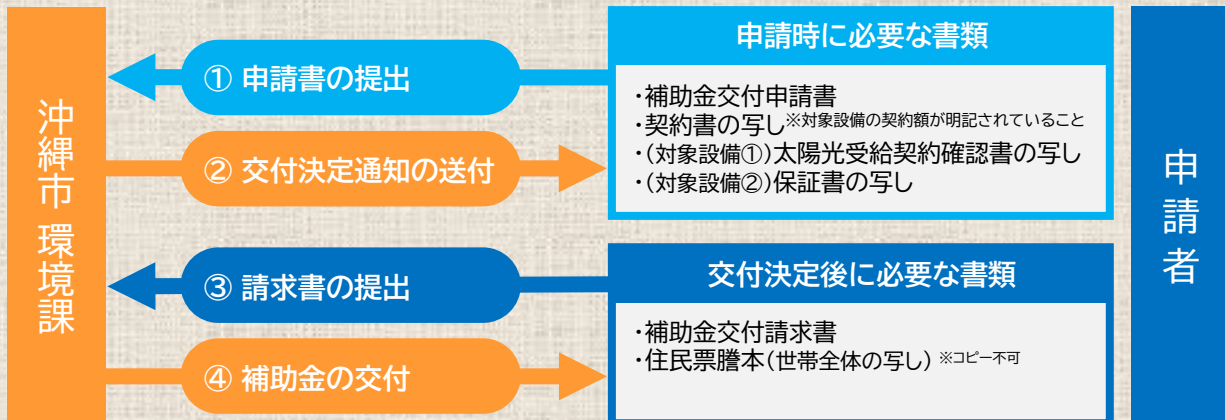 沖縄市 環境課
① 申請書の提出
② 交付決定通知の送付
③ 請求書の提出
④ 補助金の交付
申請時に必要な書類
・補助金交付申請書
・契約書の写し※対象設備の契約額が明記されていること
・(対象設備①)太陽光受給契約確認書の写し
・(対象設備②)保証書の写し
交付決定後に必要な書類
・補助金交付請求書
・住民票謄本(世帯全体の写し) ※コピー不可
申請者